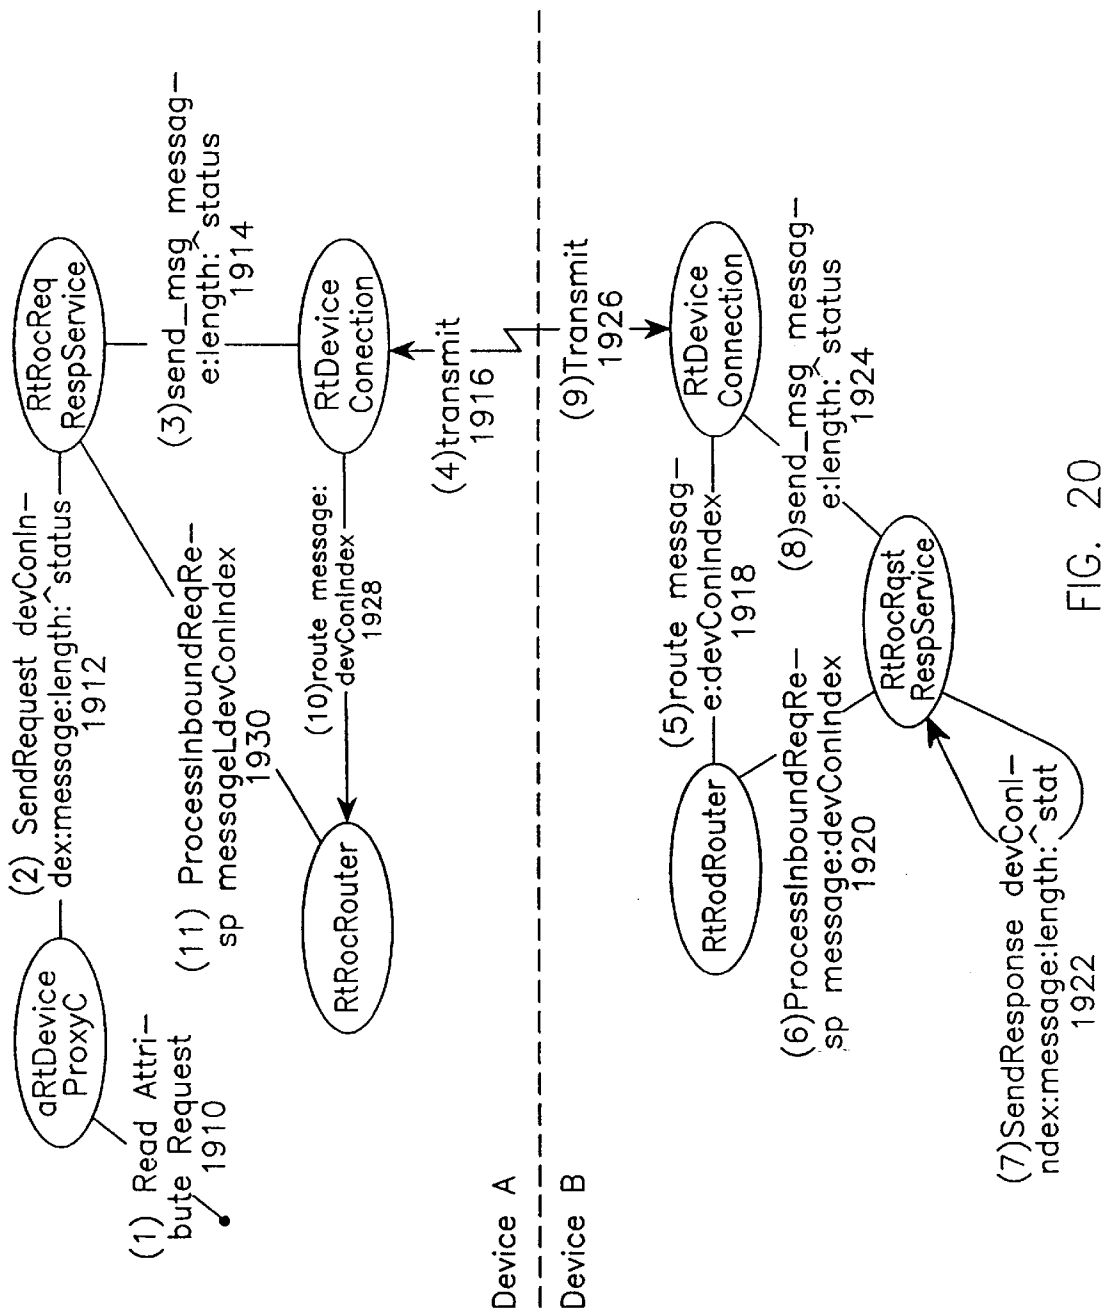 (1) Read Attri–
bute Request
1910
aRtDevice
ProxyC
(2) SendRequest devConIn–
dex:message:length:^status
1912
RtRocReq
RespService
(3)send_msg messag–
e:length:^status
1914
(11) ProcessInboundReqRe–
sp messageLdevConIndex
1930
RtRocRouter
(10)route message:
devConIndex
1928
RtDevice
Conection
(4)transmit
1916
Device A
Device B
(9)Transmit
1926
RtRodRouter
(5)route messag–
e:devConIndex
1918
RtDevice
Connection
(6)ProcessInboundReqRe–
sp message:devConIndex
1920
(8)send_msg messag–
e:length:^status
1924
RtRocRqst
RespService
(7)SendResponse devConI–
ndex:message:length:^stat
1922
FIG. 20